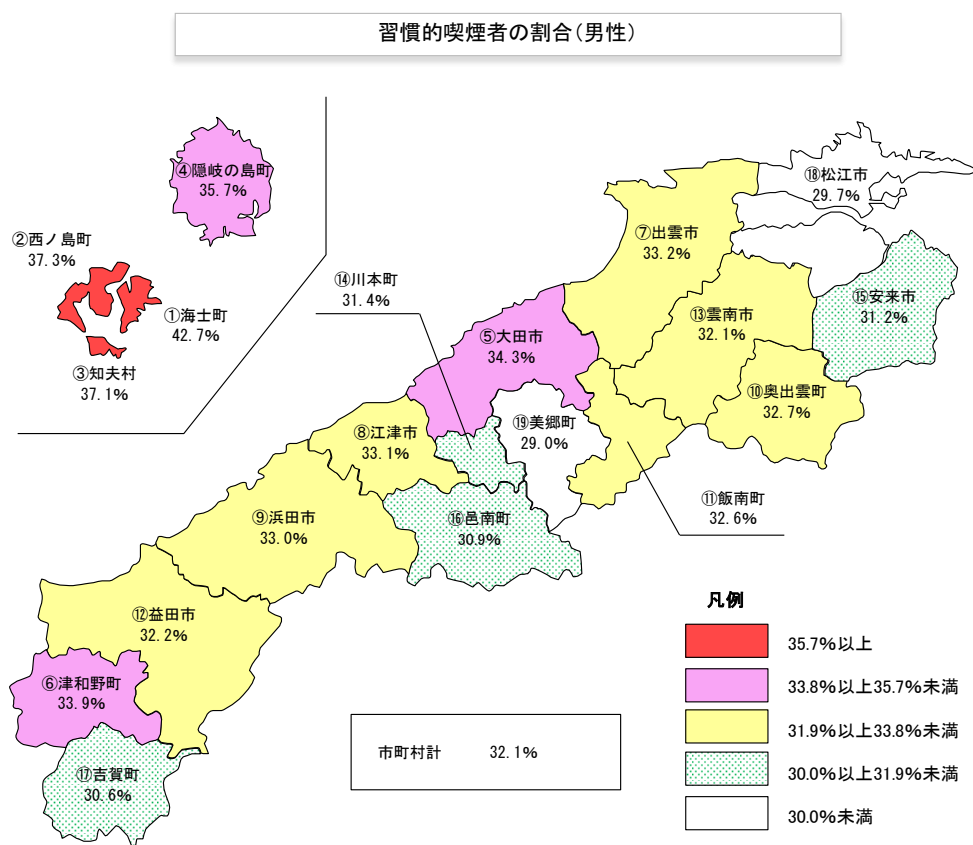 習慣的喫煙者の割合(男性)
④隠岐の島町
35.7%
②西ノ島町
37.3%
①海士町
42.7%
③知夫村
37.1%
⑱松江市
29.7%
⑦出雲市
33.2%
⑭川本町
31.4%
⑮安来市
31.2%
⑬雲南市
32.1%
⑤大田市
34.3%
⑩奥出雲町
32.7%
⑲美郷町
29.0%
⑧江津市
33.1%
⑪飯南町
32.6%
⑨浜田市
33.0%
⑯邑南町
30.9%
⑫益田市
32.2%
⑥津和野町
33.9%
⑰吉賀町
30.6%
市町村計 32.1%
凡例
35.7%以上
33.8%以上35.7%未満
31.9%以上33.8%未満
30.0%以上31.9%未満
30.0%未満